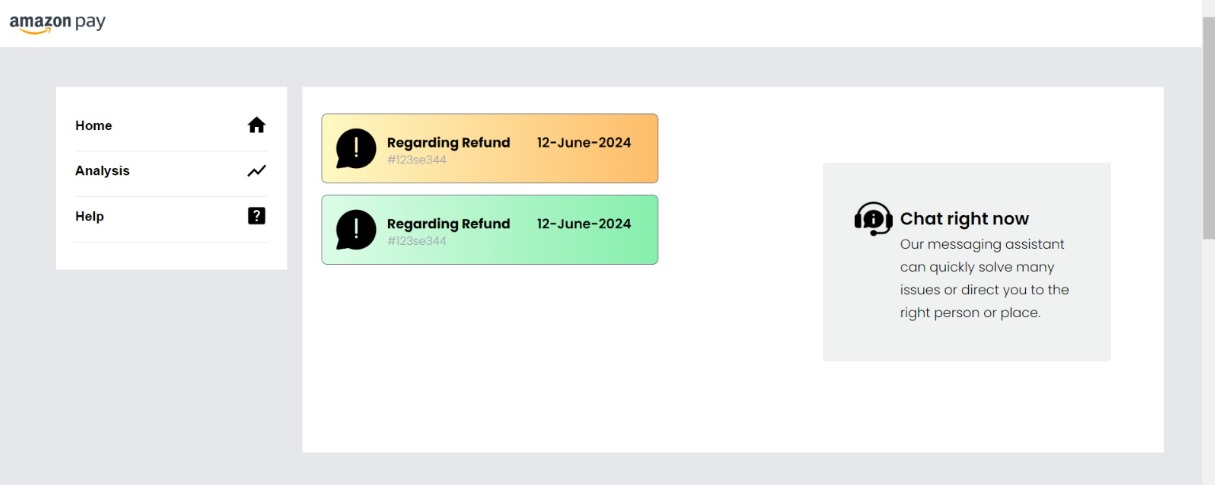 amazon pay
Home
Analysis
Help
Regarding Refund 12-June-2024
#123se344
Regarding Refund 12-June-2024
#123se344
Chat right now
Our messaging assistant
can quickly solve many
issues or direct you to the
right person or place.